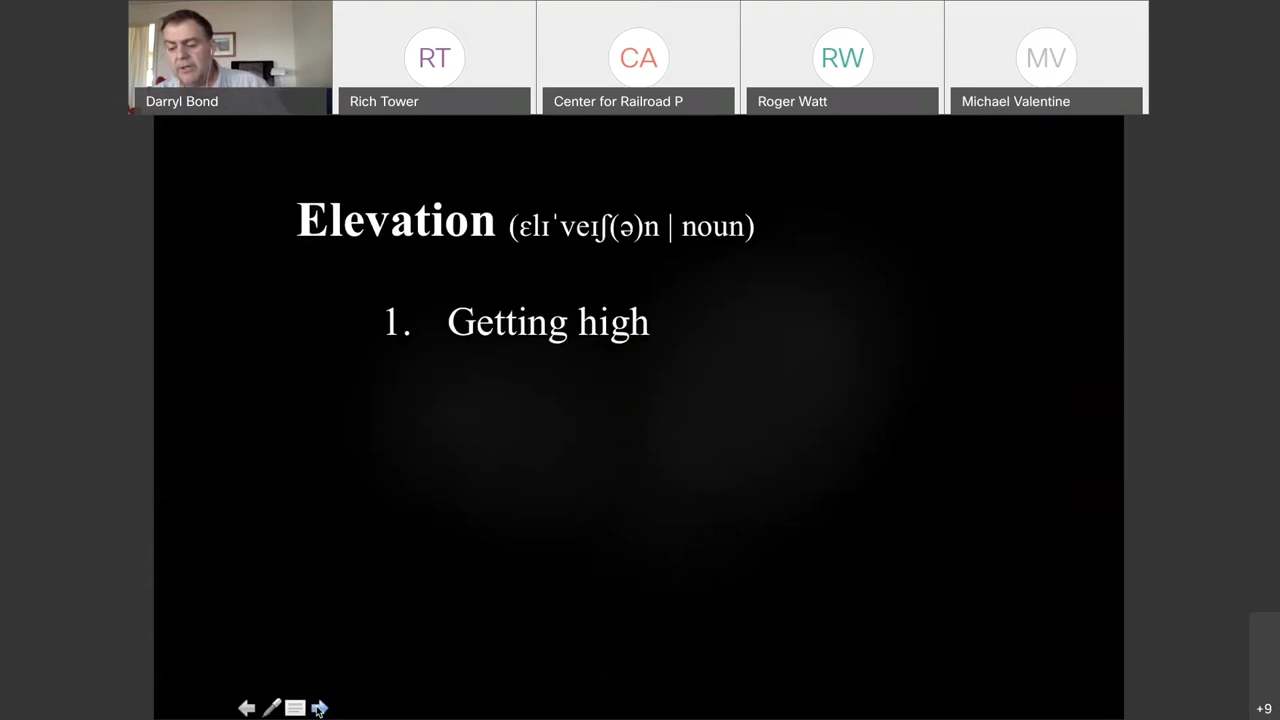 RT
CA
RW
MV
Darryl Bond
Rich Tower
Center for Railroad P
Roger Watt
Michael Valentine
Elevation (ɛlɪˈveɪʃ(ə)n | noun)
1. Getting high
+9